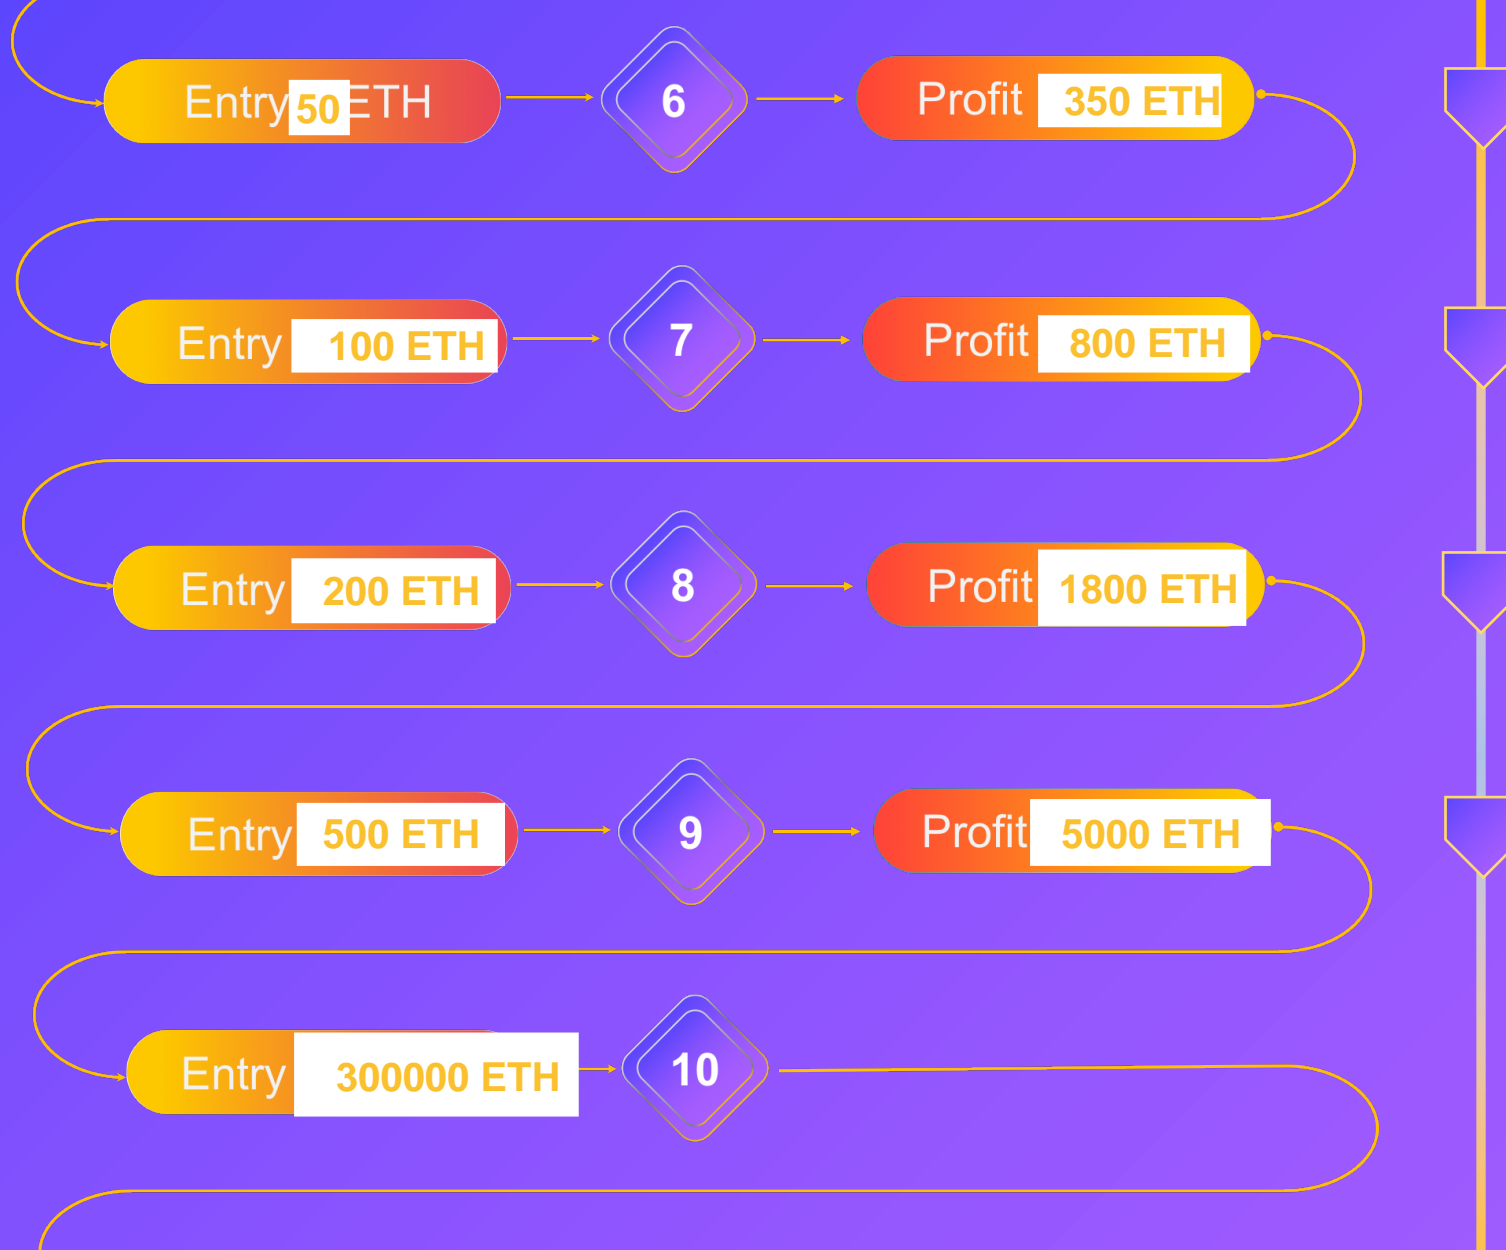 Entry 50 ETH 6 Profit 350 ETH
Entry 100 ETH 7 Profit 800 ETH
Entry 200 ETH 8 Profit 1800 ETH
Entry 500 ETH 9 Profit 5000 ETH
Entry 300000 ETH 10